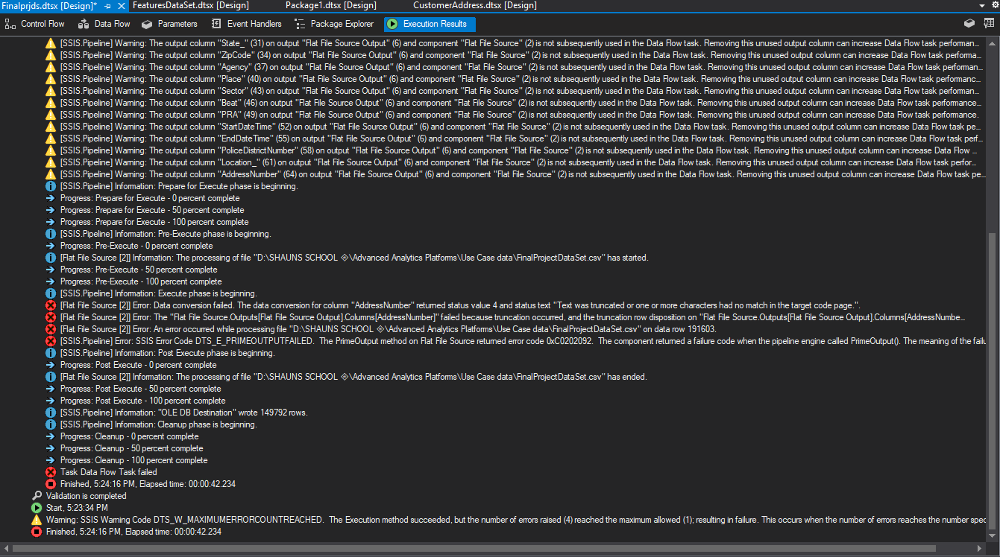 Finalprjds.dtsx [Design]* FeaturesDataSet.dtsx [Design] Package1.dtsx [Design] CustomerAddress.dtsx [Design]
Control Flow Data Flow Parameters Event Handlers Package Explorer Execution Results
[SSIS.Pipeline] Warning: The output column "State_" (31) on output "Flat File Source Output" (6) and component "Flat File Source" (2) is not subsequently used in the Data Flow task. Removing this unused output column can increase Data Flow task performan...
[SSIS.Pipeline] Warning: The output column "ZipCode" (34) on output "Flat File Source Output" (6) and component "Flat File Source" (2) is not subsequently used in the Data Flow task. Removing this unused output column can increase Data Flow task performa...
[SSIS.Pipeline] Warning: The output column "Agency" (37) on output "Flat File Source Output" (6) and component "Flat File Source" (2) is not subsequently used in the Data Flow task. Removing this unused output column can increase Data Flow task performa...
[SSIS.Pipeline] Warning: The output column "Place" (40) on output "Flat File Source Output" (6) and component "Flat File Source" (2) is not subsequently used in the Data Flow task. Removing this unused output column can increase Data Flow task performanc...
[SSIS.Pipeline] Warning: The output column "Sector" (43) on output "Flat File Source Output" (6) and component "Flat File Source" (2) is not subsequently used in the Data Flow task. Removing this unused output column can increase Data Flow task performan...
[SSIS.Pipeline] Warning: The output column "Beat" (46) on output "Flat File Source Output" (6) and component "Flat File Source" (2) is not subsequently used in the Data Flow task. Removing this unused output column can increase Data Flow task performance...
[SSIS.Pipeline] Warning: The output column "PRA" (49) on output "Flat File Source Output" (6) and component "Flat File Source" (2) is not subsequently used in the Data Flow task. Removing this unused output column can increase Data Flow task performance.
[SSIS.Pipeline] Warning: The output column "StartDateTime" (52) on output "Flat File Source Output" (6) and component "Flat File Source" (2) is not subsequently used in the Data Flow task. Removing this unused output column can increase Data Flow task pe...
[SSIS.Pipeline] Warning: The output column "EndDateTime" (55) on output "Flat File Source Output" (6) and component "Flat File Source" (2) is not subsequently used in the Data Flow task. Removing this unused output column can increase Data Flow task perf...
[SSIS.Pipeline] Warning: The output column "PoliceDistrictNumber" (58) on output "Flat File Source Output" (6) and component "Flat File Source" (2) is not subsequently used in the Data Flow task. Removing this unused output column can increase Data Flow ...
[SSIS.Pipeline] Warning: The output column "Location_" (61) on output "Flat File Source Output" (6) and component "Flat File Source" (2) is not subsequently used in the Data Flow task. Removing this unused output column can increase Data Flow task perfor...
[SSIS.Pipeline] Warning: The output column "AddressNumber" (64) on output "Flat File Source Output" (6) and component "Flat File Source" (2) is not subsequently used in the Data Flow task. Removing this unused output column can increase Data Flow task pe...
[SSIS.Pipeline] Information: Prepare for Execute phase is beginning.
Progress: Prepare for Execute - 0 percent complete
Progress: Prepare for Execute - 50 percent complete
Progress: Prepare for Execute - 100 percent complete
[SSIS.Pipeline] Information: Pre-Execute phase is beginning.
Progress: Pre-Execute - 0 percent complete
[Flat File Source [2]] Information: The processing of file "D:\SHAUNS SCHOOL \Advanced Analytics Platforms\Use Case data\FinalProjectDataSet.csv" has started.
Progress: Pre-Execute - 50 percent complete
Progress: Pre-Execute - 100 percent complete
[SSIS.Pipeline] Information: Execute phase is beginning.
[Flat File Source [2]] Error: Data conversion failed. The data conversion for column "AddressNumber" returned status value 4 and status text "Text was truncated or one or more characters had no match in the target code page.".
[Flat File Source [2]] Error: The "Flat File Source.Outputs[Flat File Source Output].Columns[AddressNumber]" failed because truncation occurred, and the truncation row disposition on "Flat File Source.Outputs[Flat File Source Output].Columns[AddressNumbe...
[Flat File Source [2]] Error: An error occurred while processing file "D:\SHAUNS SCHOOL \Advanced Analytics Platforms\Use Case data\FinalProjectDataSet.csv" on data row 191603.
[SSIS.Pipeline] Error: SSIS Error Code DTS_E_PRIMEOUTPUTFAILED. The PrimeOutput method on Flat File Source returned error code 0xC0202092. The component returned a failure code when the pipeline engine called PrimeOutput(). The meaning of the failu
[SSIS.Pipeline] Information: Post Execute phase is beginning.
Progress: Post Execute - 0 percent complete
[Flat File Source [2]] Information: The processing of file "D:\SHAUNS SCHOOL \Advanced Analytics Platforms\Use Case data\FinalProjectDataSet.csv" has ended.
Progress: Post Execute - 50 percent complete
Progress: Post Execute - 100 percent complete
[SSIS.Pipeline] Information: "OLE DB Destination" wrote 149792 rows.
[SSIS.Pipeline] Information: Cleanup phase is beginning.
Progress: Cleanup - 0 percent complete
Progress: Cleanup - 50 percent complete
Progress: Cleanup - 100 percent complete
Task Data Flow Task failed
Finished, 5:24:16 PM, Elapsed time: 00:00:42.234
Validation is completed
Start, 5:23:34 PM
Warning: SSIS Warning Code DTS_W_MAXIMUMERRORCOUNTREACHED. The Execution method succeeded, but the number of errors raised (4) reached the maximum allowed (1); resulting in failure. This occurs when the number of errors reaches the number spec
Finished, 5:24:16 PM, Elapsed time: 00:00:42.234